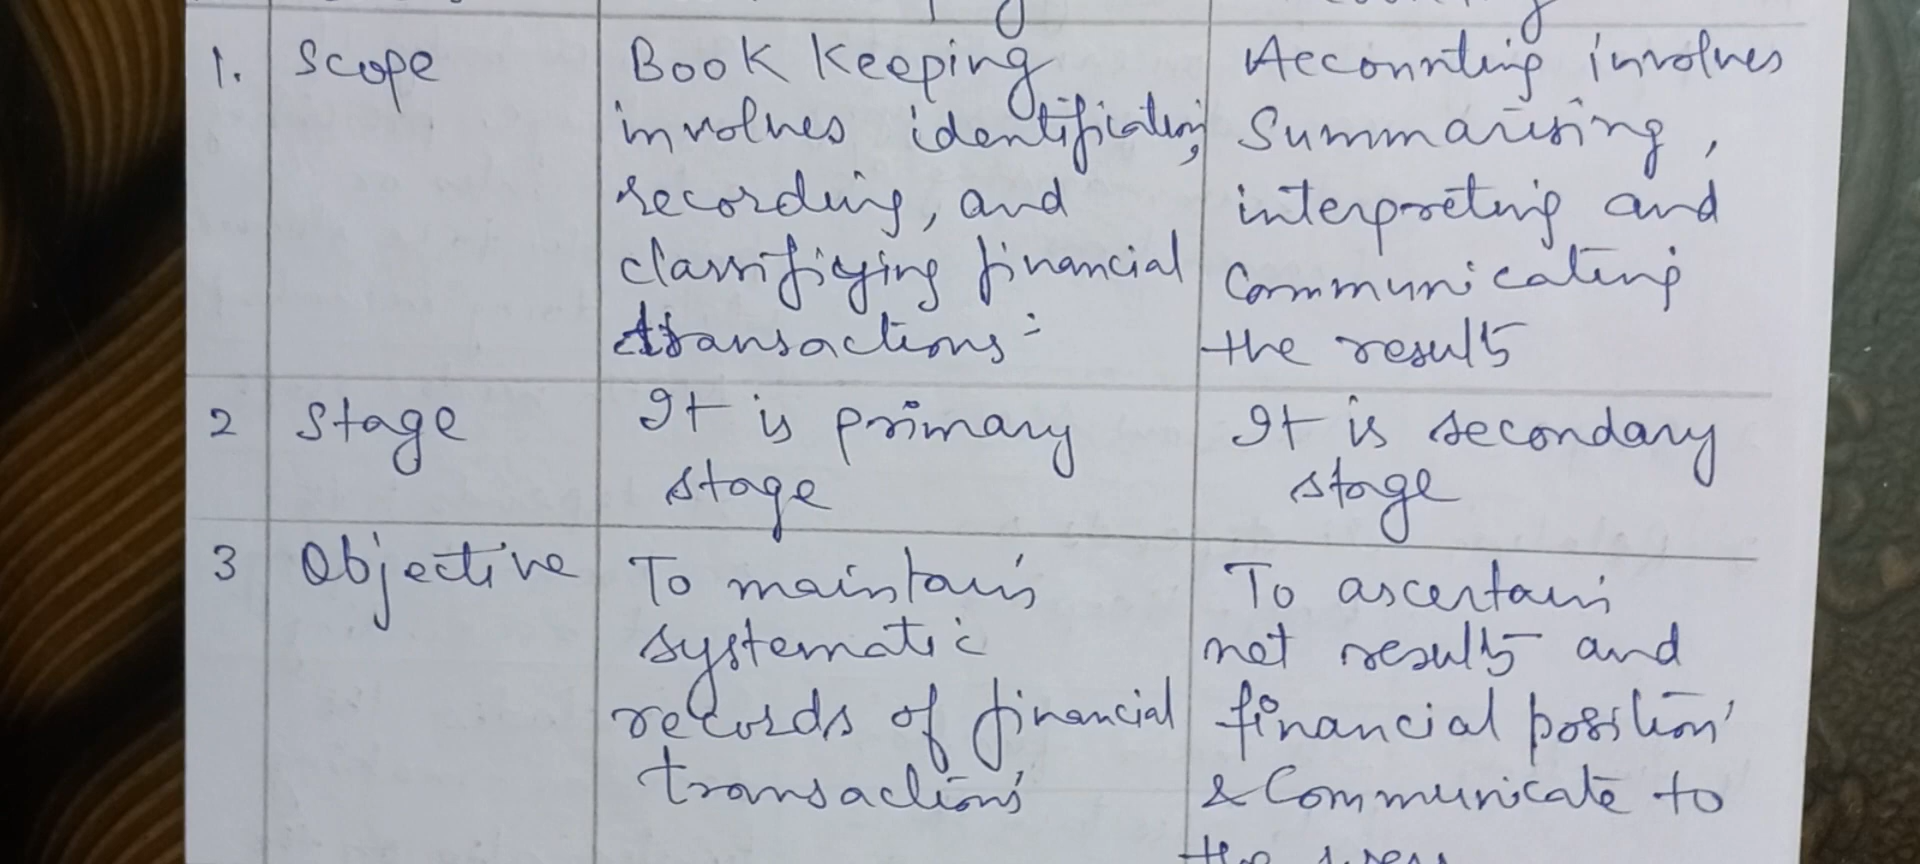 1. Scope Book Keeping Accounting involves
involves identification, Summarising,
recording, and interpreting and
classifiying financial Communicating
transactions the results
2 Stage It is primary It is secondary
stage stage
3 Objective To maintain To ascertain
systematic net results and
records of financial financial position
transactions & Communicate to